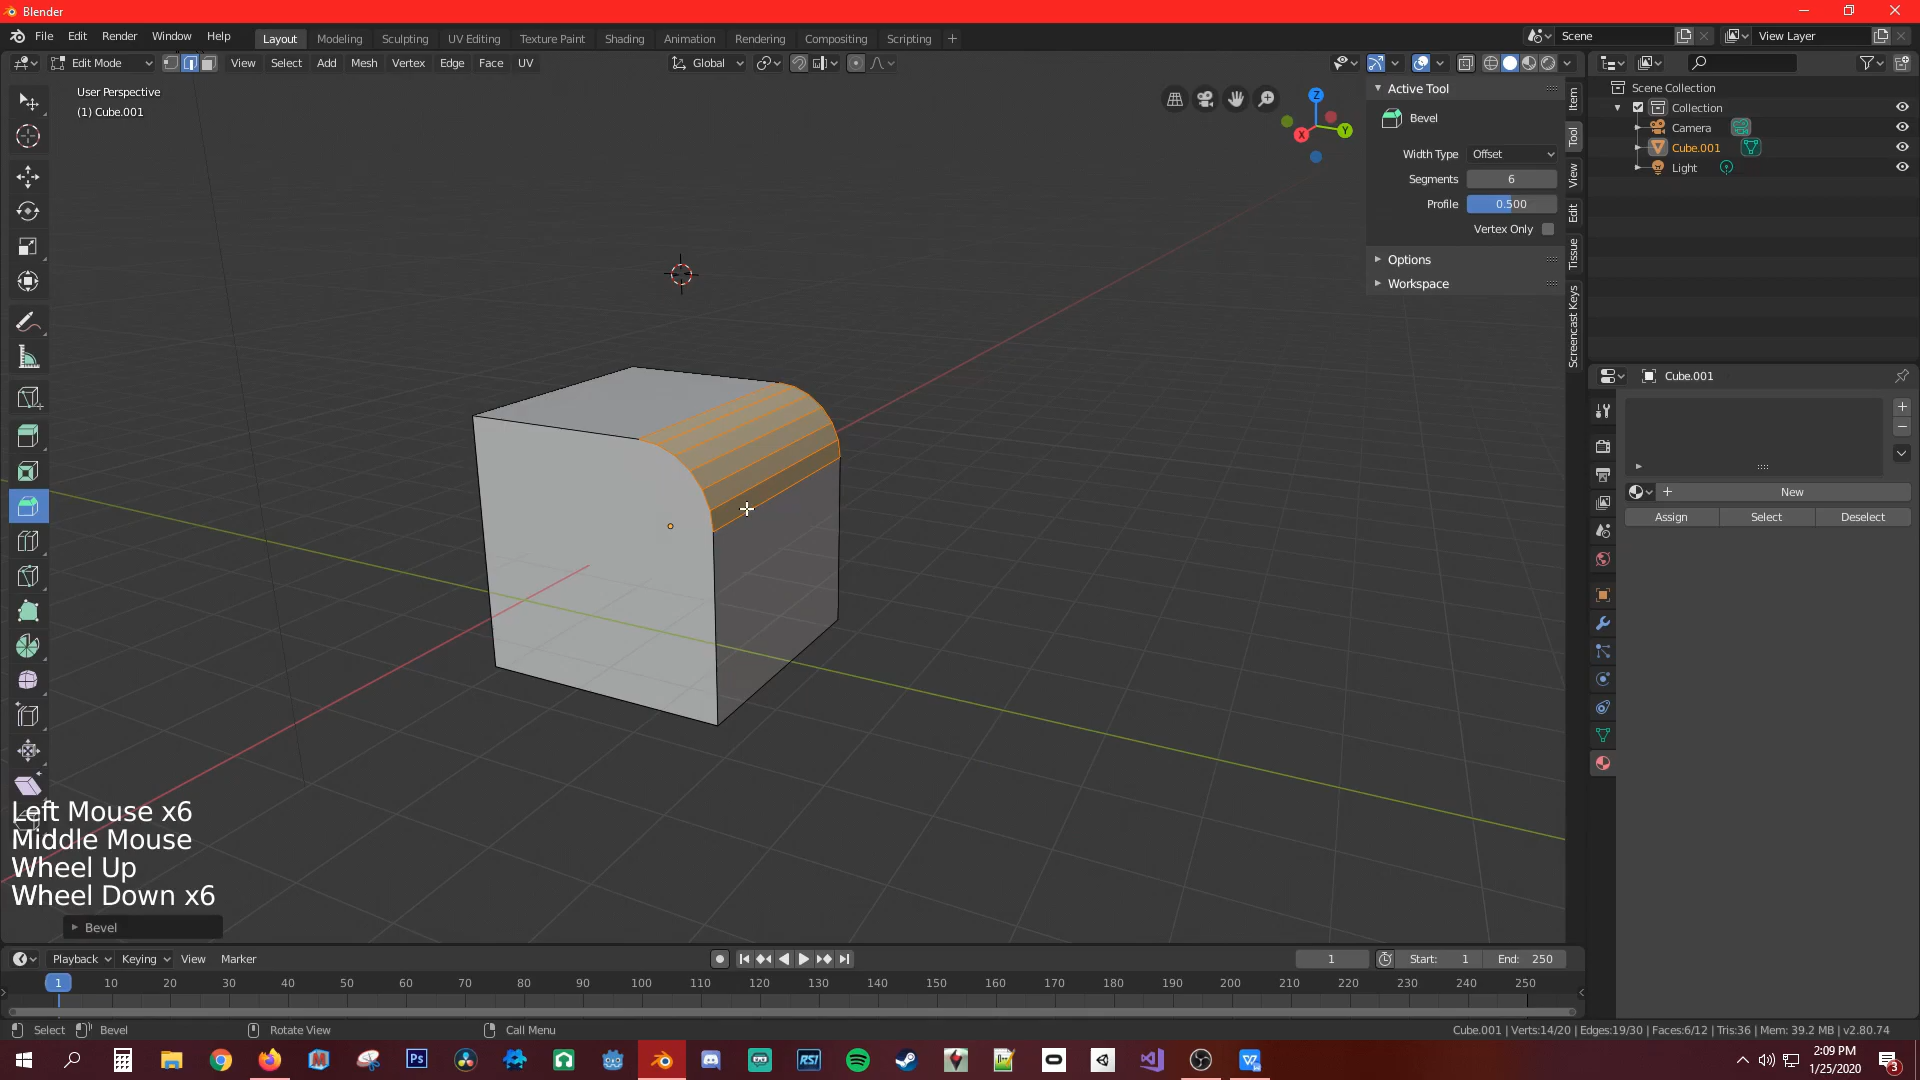 Blender
File Edit Render Window Help
Layout Modeling Sculpting UV Editing Texture Paint Shading Animation Rendering Compositing Scripting +
Scene
View Layer
Edit Mode
View Select Add Mesh Vertex Edge Face UV
Global
User Perspective
(1) Cube.001
Z
Y
X
Active Tool
Bevel
Width Type Offset
Segments 6
Profile 0.500
Vertex Only
Options
Workspace
Item
Tool
View
Edit
Tissue
Screencast Keys
Scene Collection
Collection
Camera
Cube.001
Light
Cube.001
New
Assign Select Deselect
Left Mouse x6
Middle Mouse
Wheel Up
Wheel Down x6
Bevel
Playback Keying View Marker
1
Start: 1
End: 250
1 10 20 30 40 50 60 70 80 90 100 110 120 130 140 150 160 170 180 190 200 210 220 230 240 250
Select Bevel Rotate View Call Menu
Cube.001 | Verts:14/20 | Edges:19/30 | Faces:6/12 | Tris:36 | Mem: 39.2 MB | v2.80.74
Ps
RSI
2:09 PM
1/25/2020
3